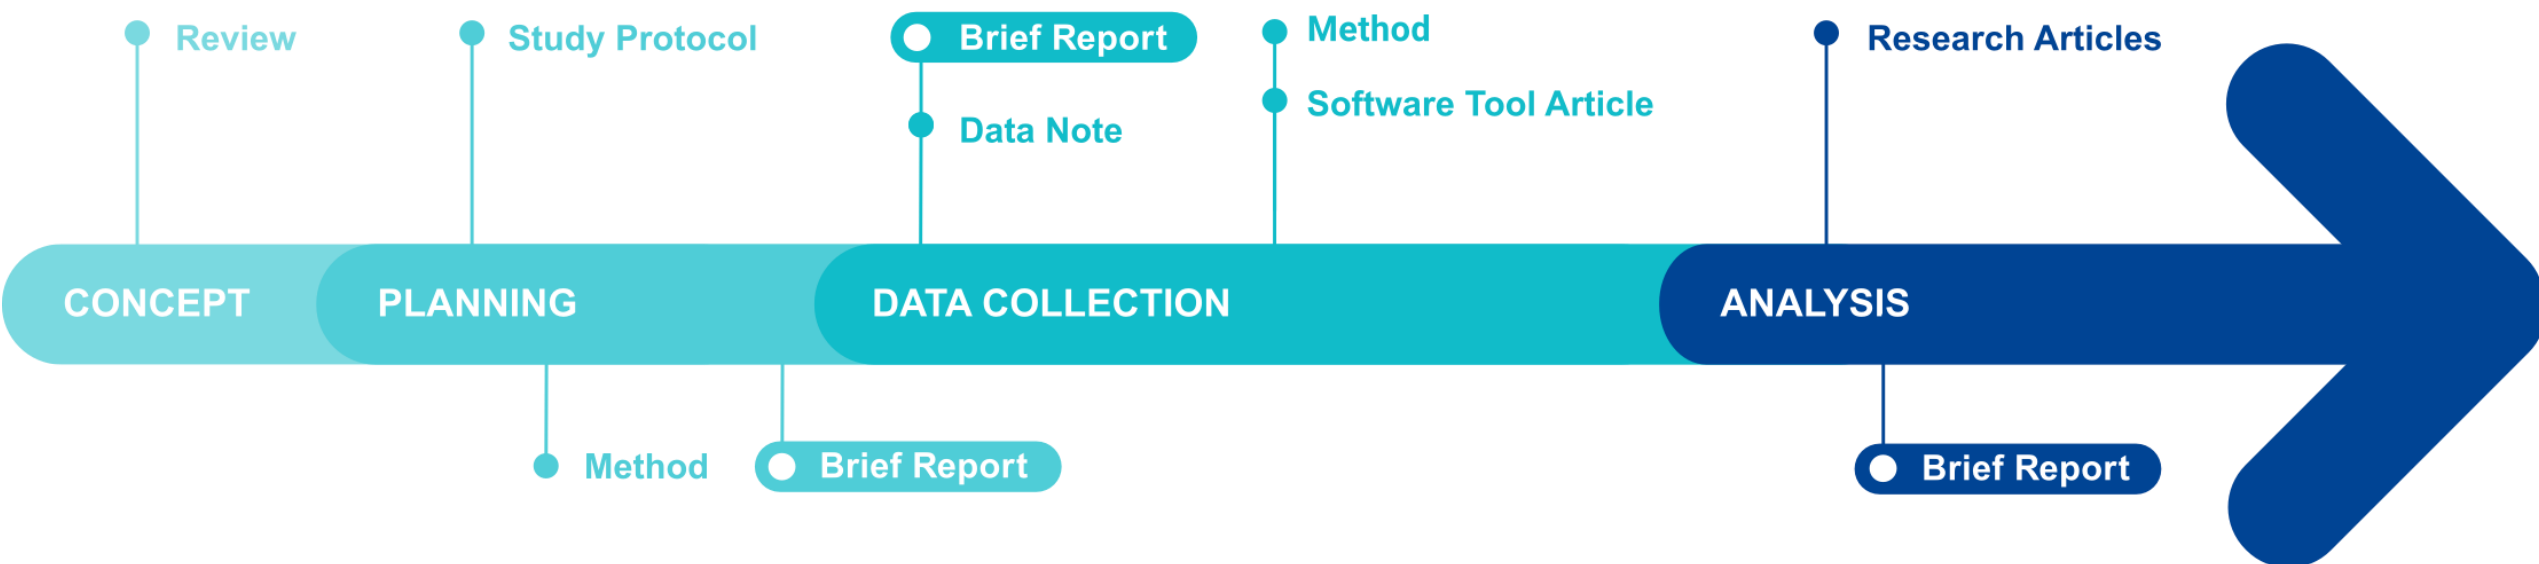 Review
Study Protocol
Brief Report
Data Note
Method
Software Tool Article
Research Articles
CONCEPT
PLANNING
DATA COLLECTION
ANALYSIS
Method
Brief Report
Brief Report